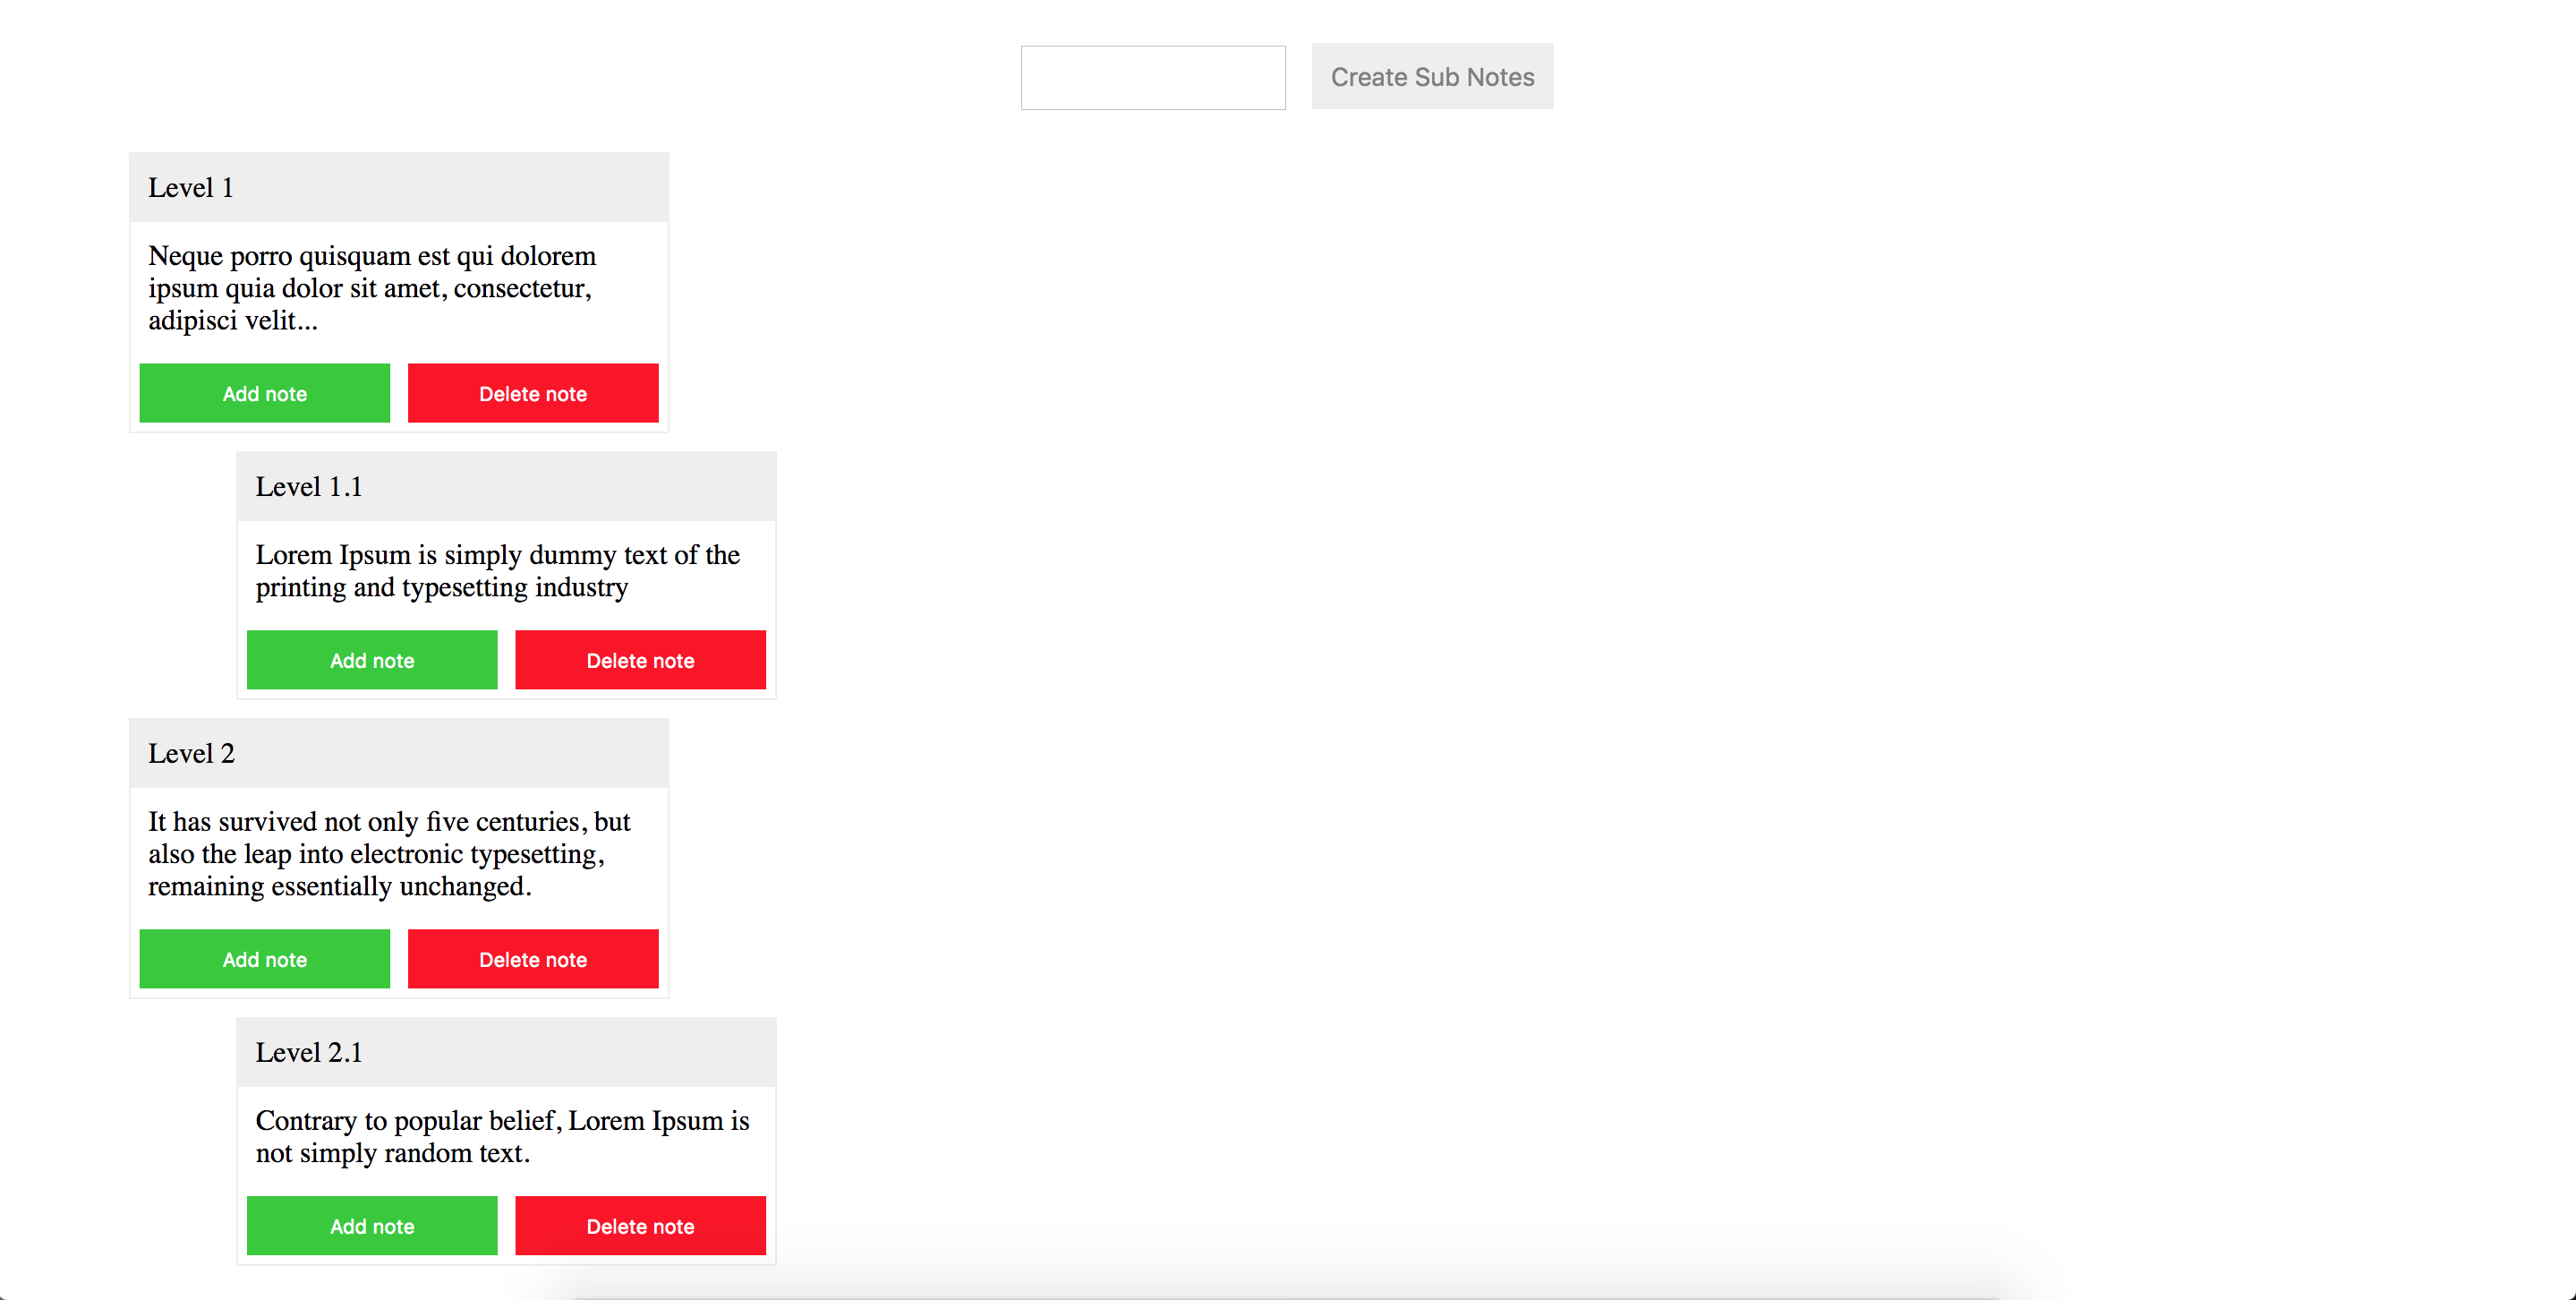 Create Sub Notes
Level 1
Neque porro quisquam est qui dolorem
ipsum quia dolor sit amet, consectetur,
adipisci velit...
Add note Delete note
Level 1.1
Lorem Ipsum is simply dummy text of the
printing and typesetting industry
Add note Delete note
Level 2
It has survived not only five centuries, but
also the leap into electronic typesetting,
remaining essentially unchanged.
Add note Delete note
Level 2.1
Contrary to popular belief, Lorem Ipsum is
not simply random text.
Add note Delete note